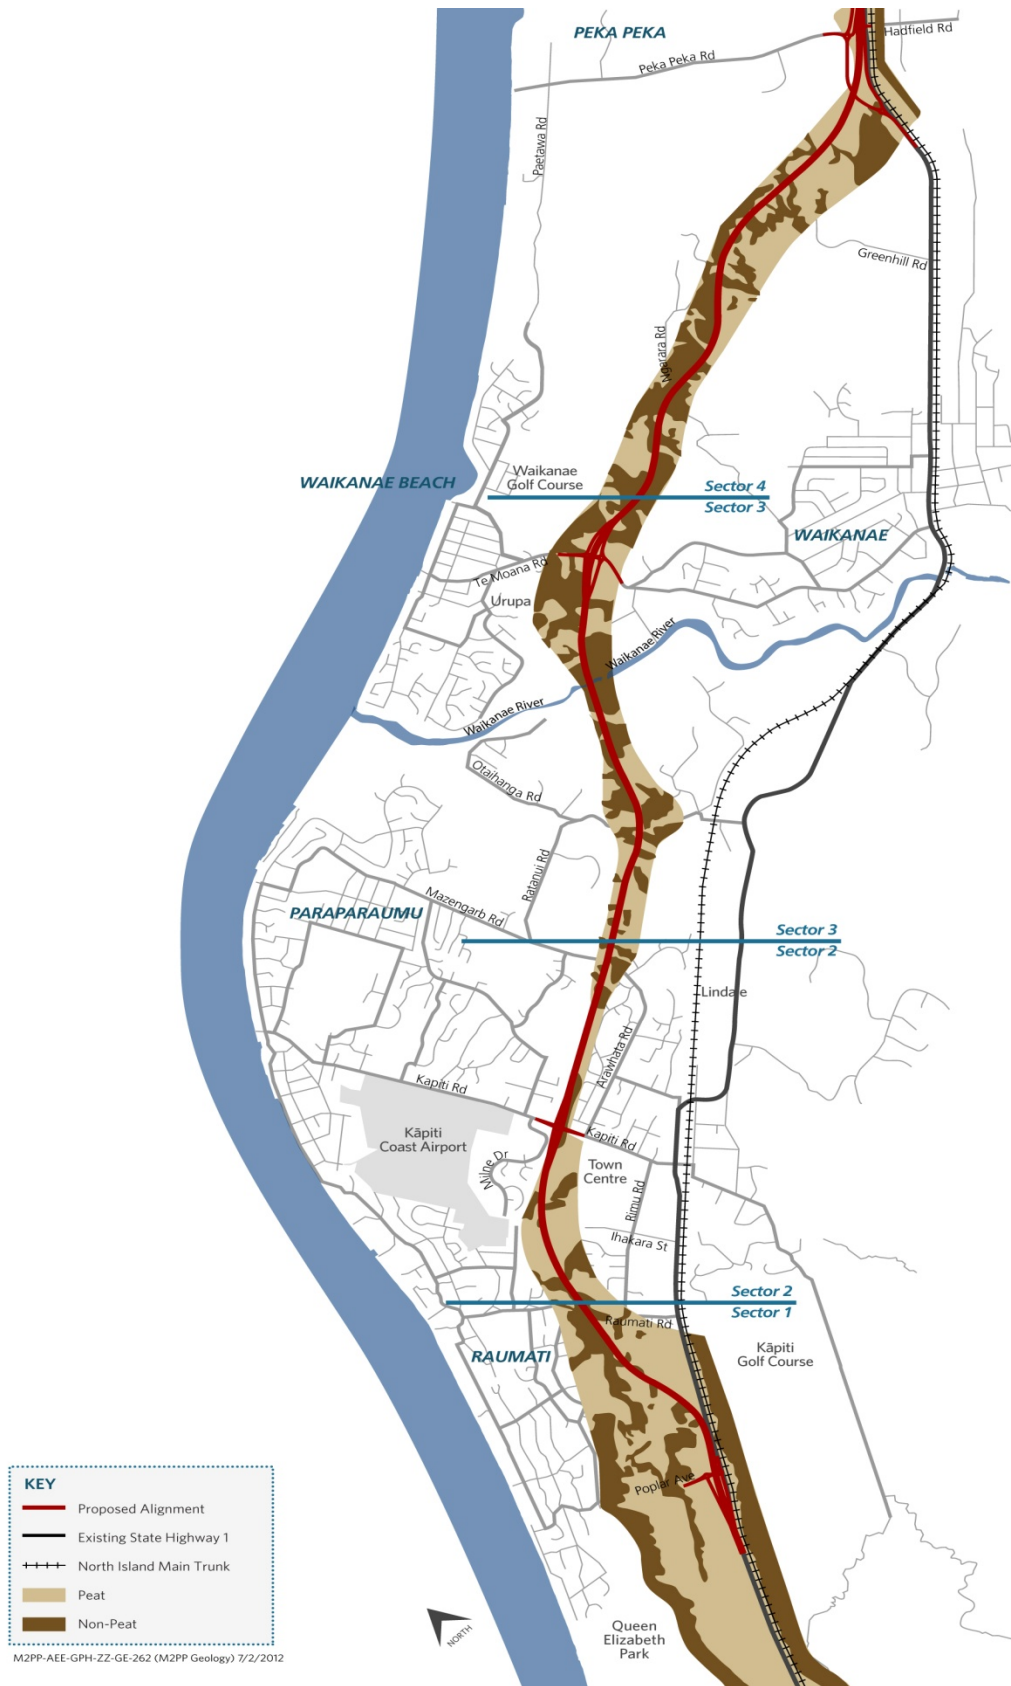 PEKA PEKA
Hadfield Rd
Peka Peka Rd
Paetawa Rd
Greenhill Rd
Ngarara Rd
Waikanae
Golf Course
WAIKANAE BEACH
Sector 4
Sector 3
WAIKANAE
Te Moana Rd
Urupa
Waikanae River
Waikanae River
Otaihanga Rd
Ratanui Rd
Mazengarb Rd
PARAPARAUMU
Sector 3
Sector 2
Lindale
Arawhata Rd
Kapiti Rd
Kāpiti
Coast Airport
Kapiti Rd
Milne Dr
Town
Centre
Rimu Rd
Ihakara St
Sector 2
Sector 1
Raumati Rd
RAUMATI
Kāpiti
Golf Course
Poplar Ave
KEY
Proposed Alignment
Existing State Highway 1
North Island Main Trunk
Peat
Non-Peat
NORTH
Queen
Elizabeth
Park
M2PP-AEE-GPH-ZZ-GE-262 (M2PP Geology) 7/2/2012